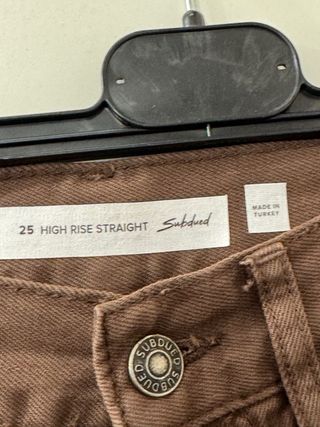 25 HIGH RISE STRAIGHT Subdued
MADE IN
TURKEY
SUBDUED
SUBDUED